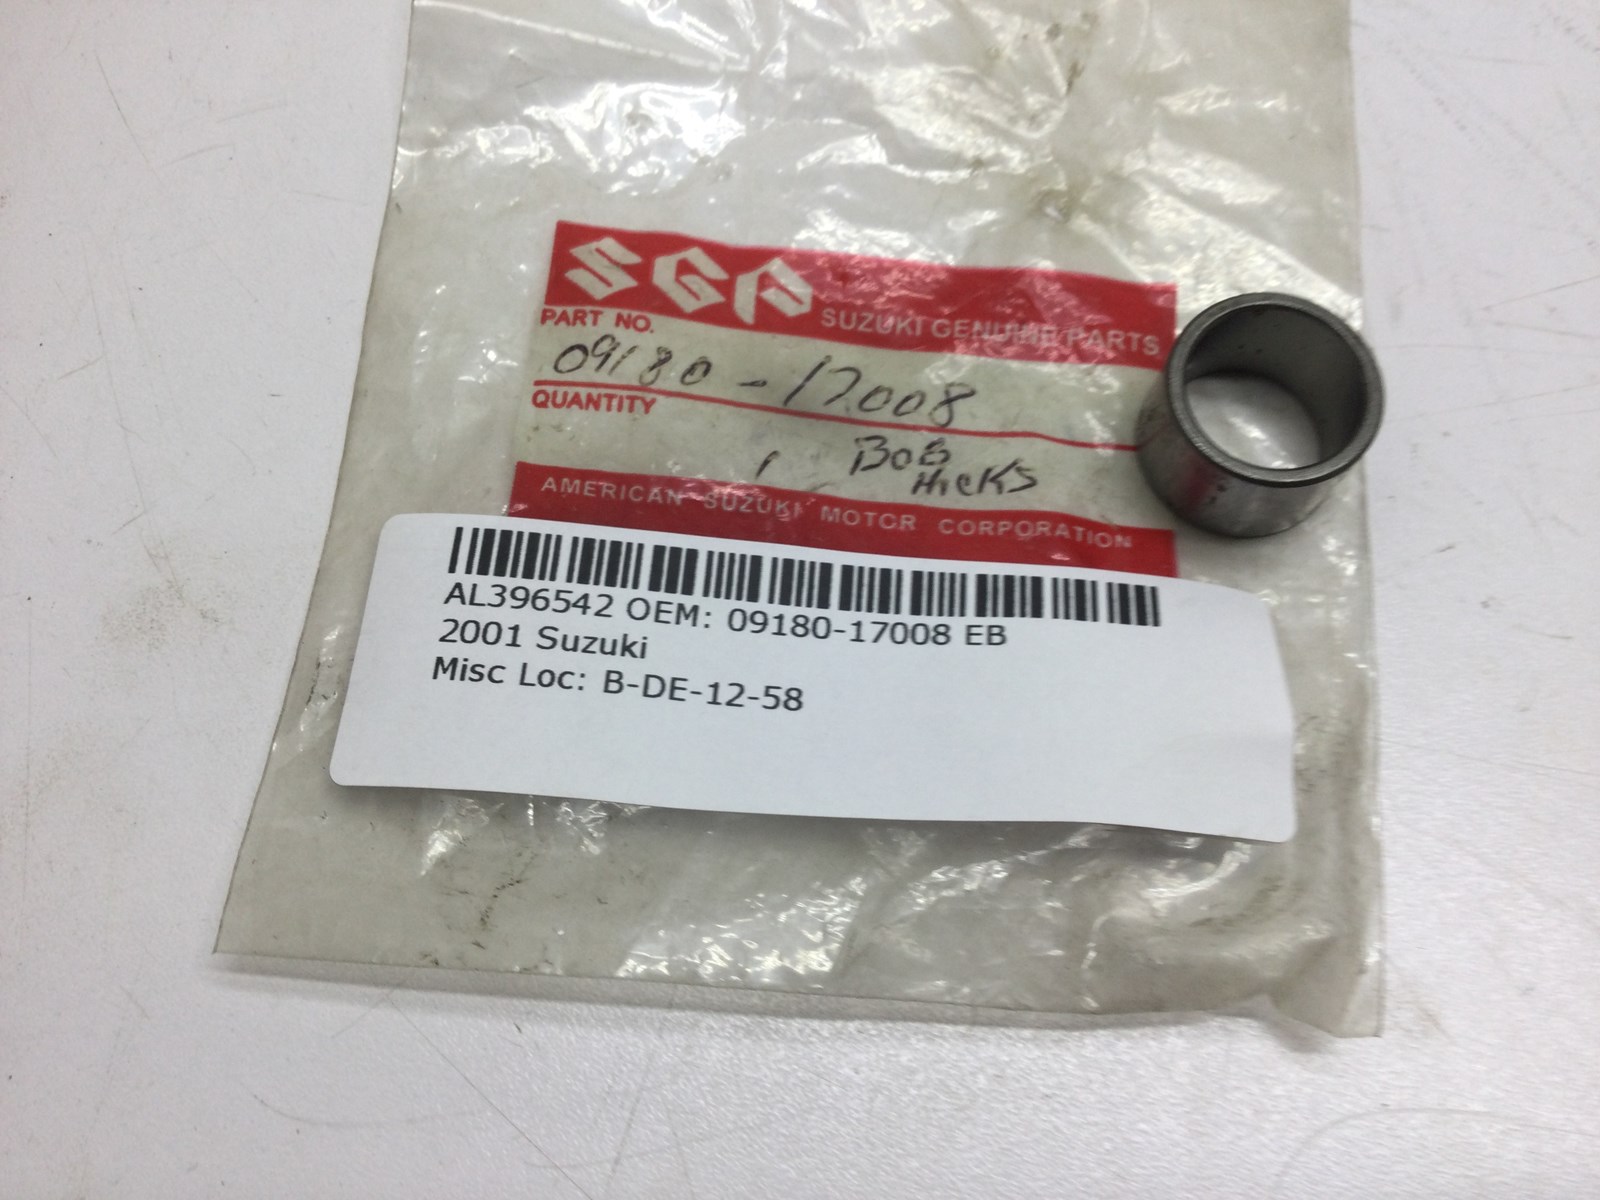 SGP SUZUKI GENUINE PARTS
PART NO.
09180-17008
QUANTITY
1 BOB
HICKS
AMERICAN SUZUKI MOTOR CORPORATION
AL396542 OEM: 09180-17008 EB
2001 Suzuki
Misc Loc: B-DE-12-58